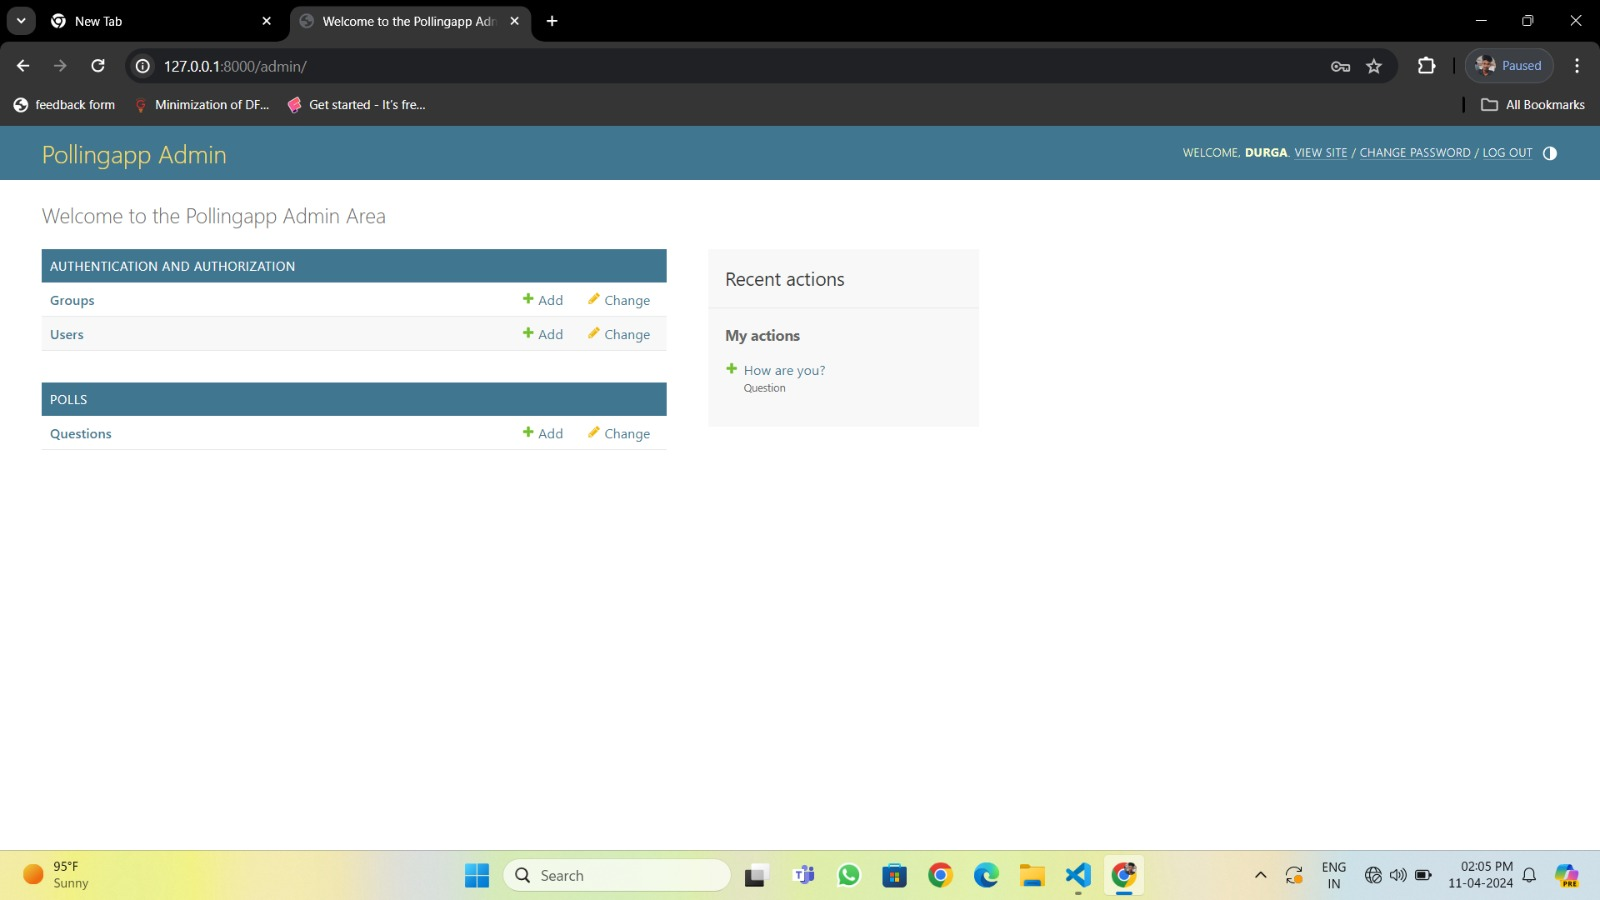 New Tab
Welcome to the Pollingapp Adn
127.0.0.1:8000/admin/
Paused
feedback form
Minimization of DF...
Get started - It's fre...
All Bookmarks
Pollingapp Admin
WELCOME, DURGA. VIEW SITE / CHANGE PASSWORD / LOG OUT
Welcome to the Pollingapp Admin Area
AUTHENTICATION AND AUTHORIZATION
Groups Add Change
Users Add Change
POLLS
Questions Add Change
Recent actions
My actions
How are you?
Question
95°F
Sunny
Search
PRE
ENG
IN
02:05 PM
11-04-2024
PRE